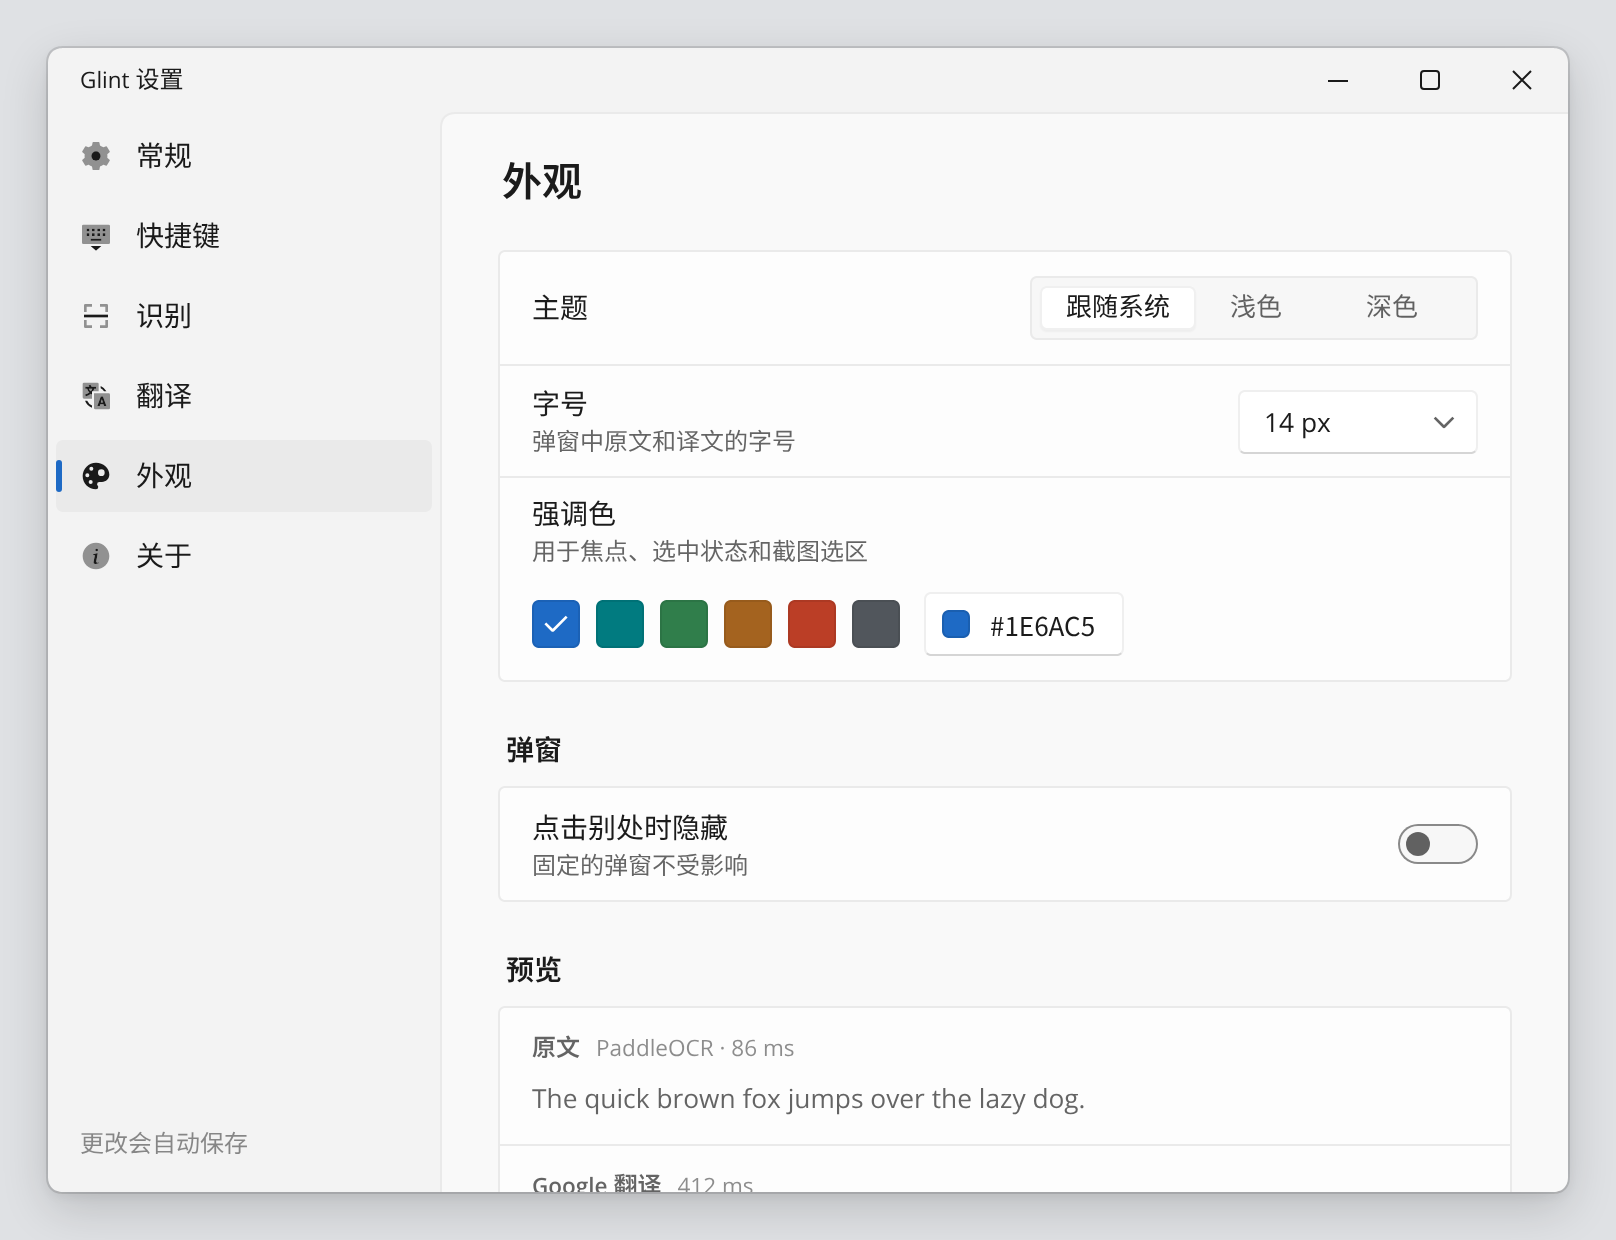 Glint 设置
常规
快捷键
识别
翻译
外观
关于
更改会自动保存
外观
主题
跟随系统 浅色 深色
字号
弹窗中原文和译文的字号
14 px
强调色
用于焦点、选中状态和截图选区
#1E6AC5
弹窗
点击别处时隐藏
固定的弹窗不受影响
预览
原文 PaddleOCR · 86 ms
The quick brown fox jumps over the lazy dog.
Google 翻译 412 ms